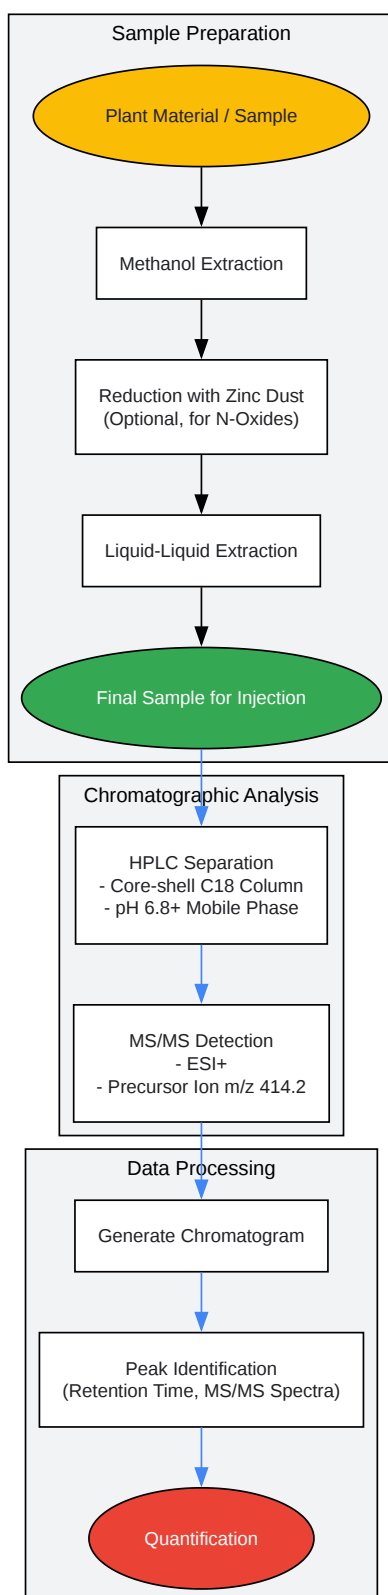 Sample Preparation
Plant Material / Sample
Methanol Extraction
Reduction with Zinc Dust
(Optional, for N-Oxides)
Liquid-Liquid Extraction
Final Sample for Injection
Chromatographic Analysis
HPLC Separation
- Core-shell C18 Column
- pH 6.8+ Mobile Phase
MS/MS Detection
- ESI+
- Precursor Ion m/z 414.2
Data Processing
Generate Chromatogram
Peak Identification
(Retention Time, MS/MS Spectra)
Quantification